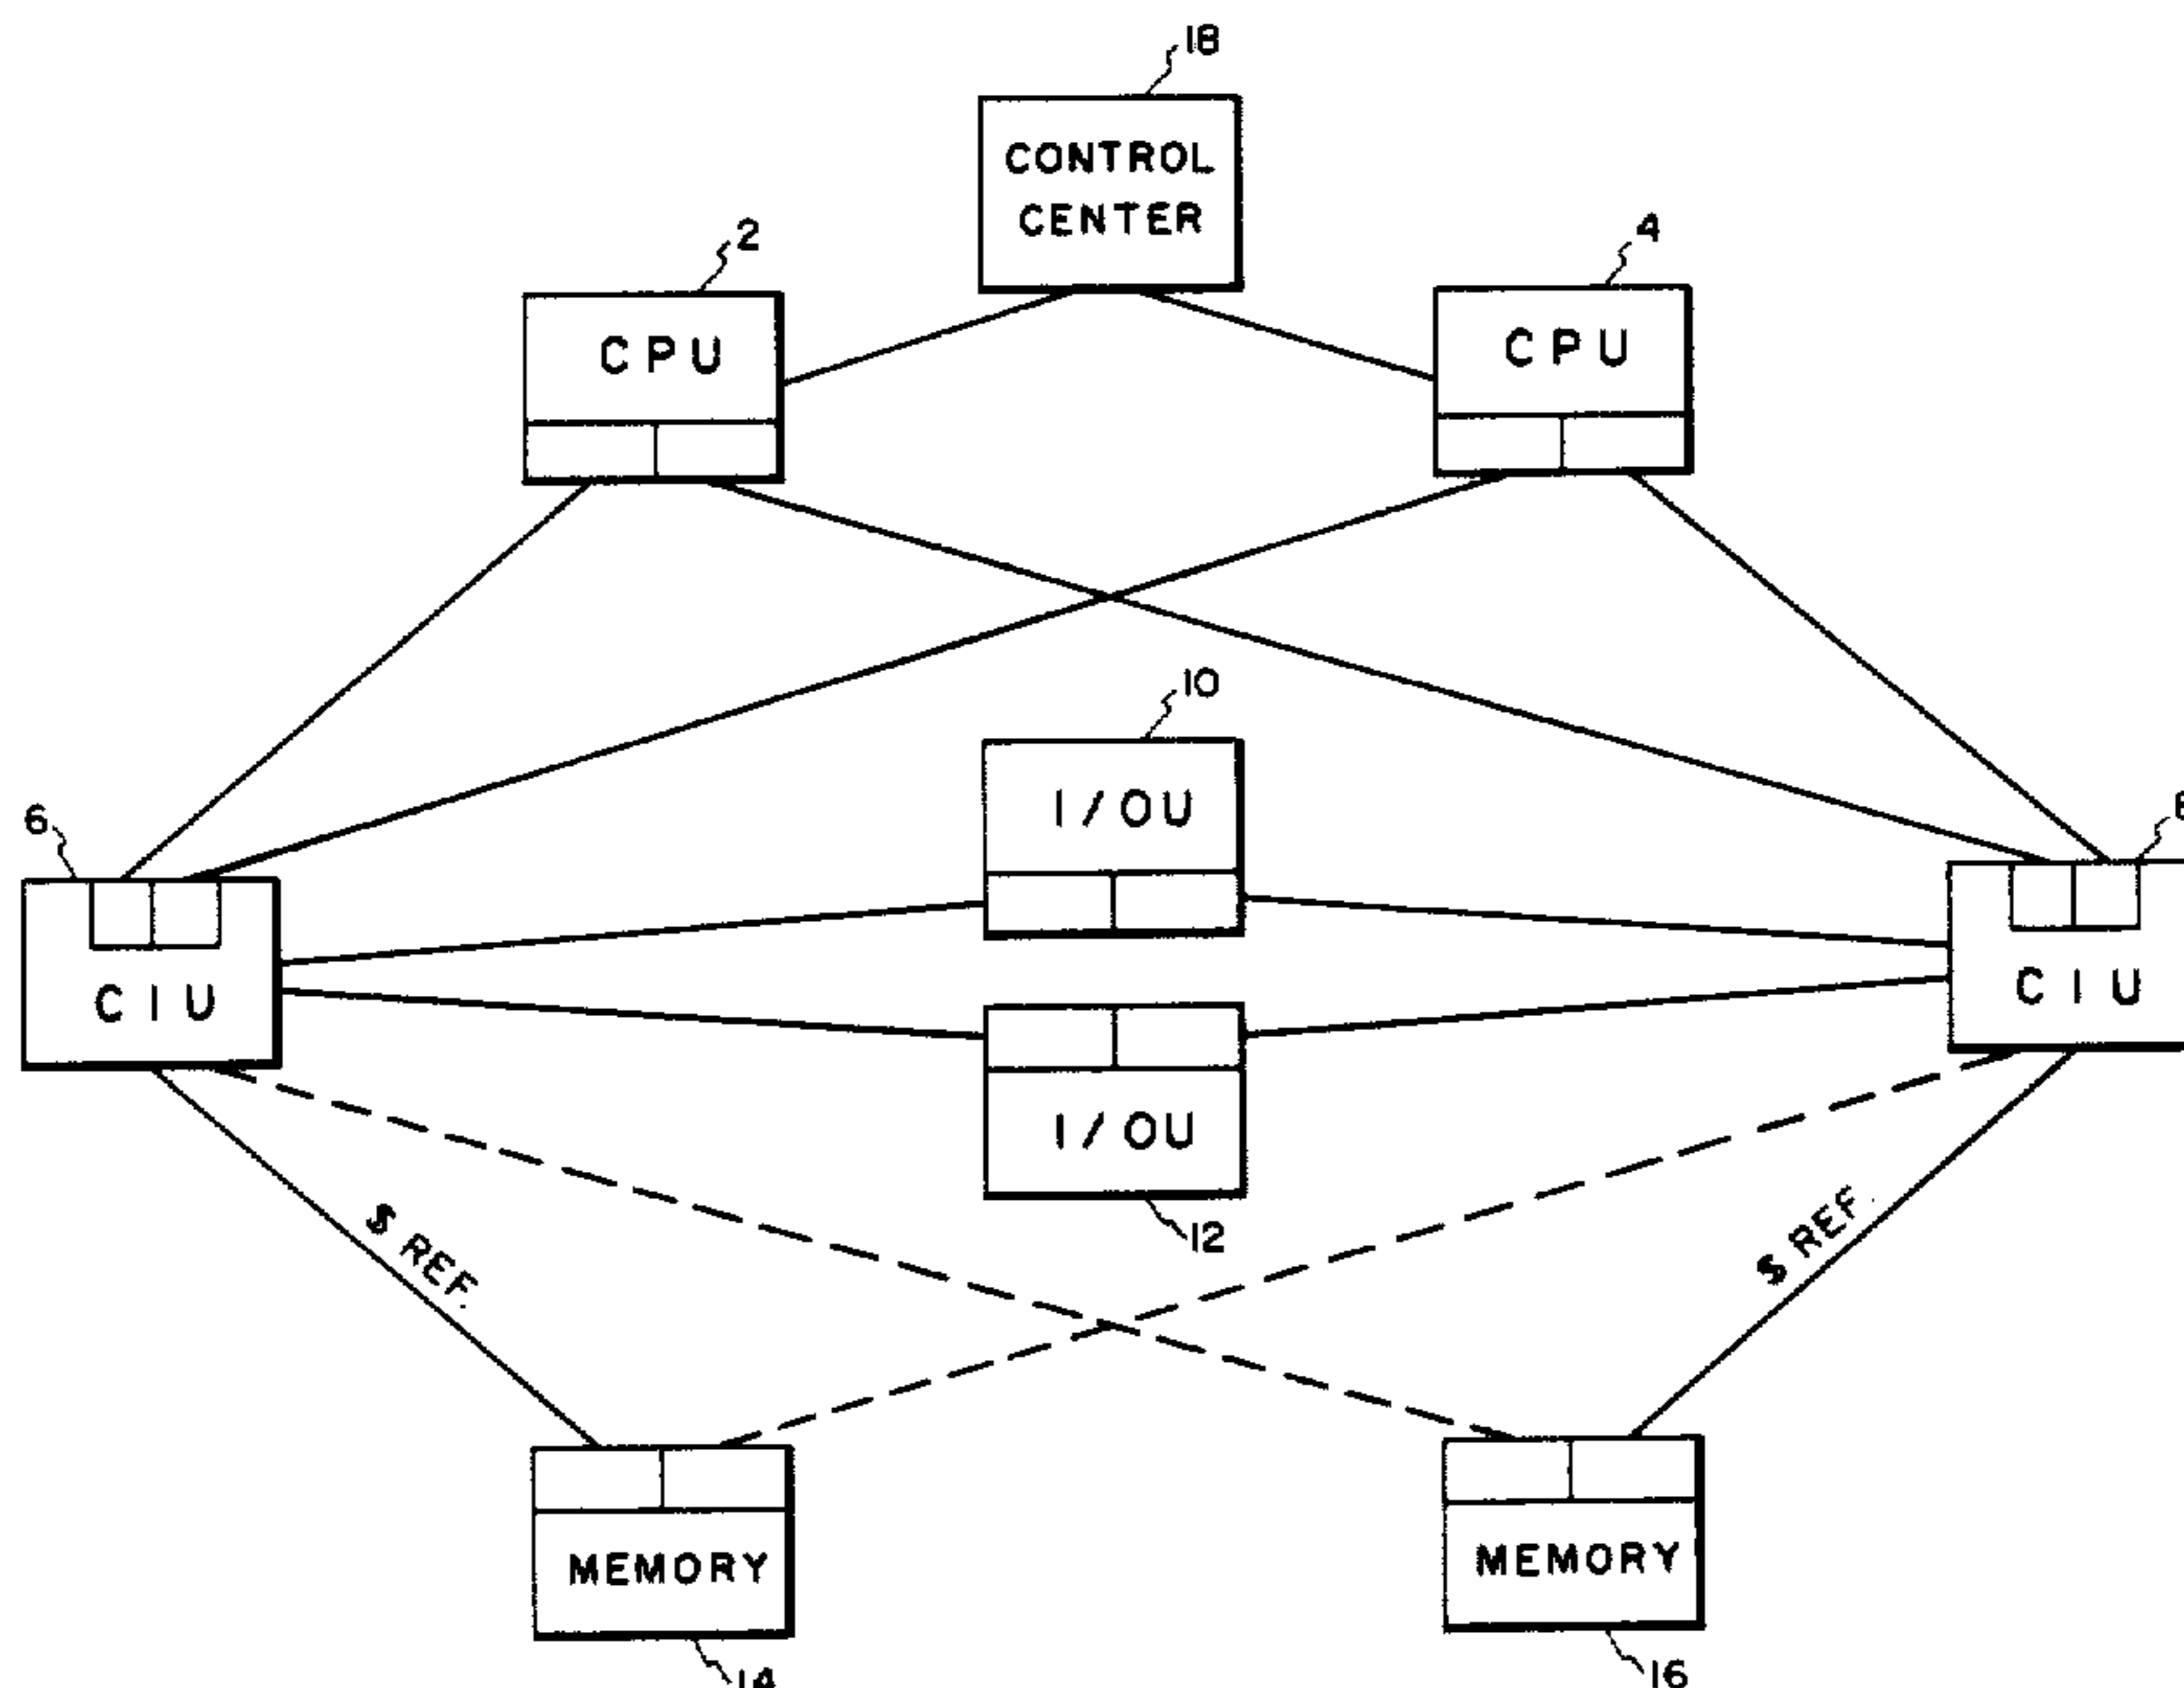 18
CONTROL
CENTER
2
CPU
4
CPU
10
I/OU
6
CIU
8
CIU
I/OU
12
$ REF.
$ REF.
MEMORY
14
MEMORY
16